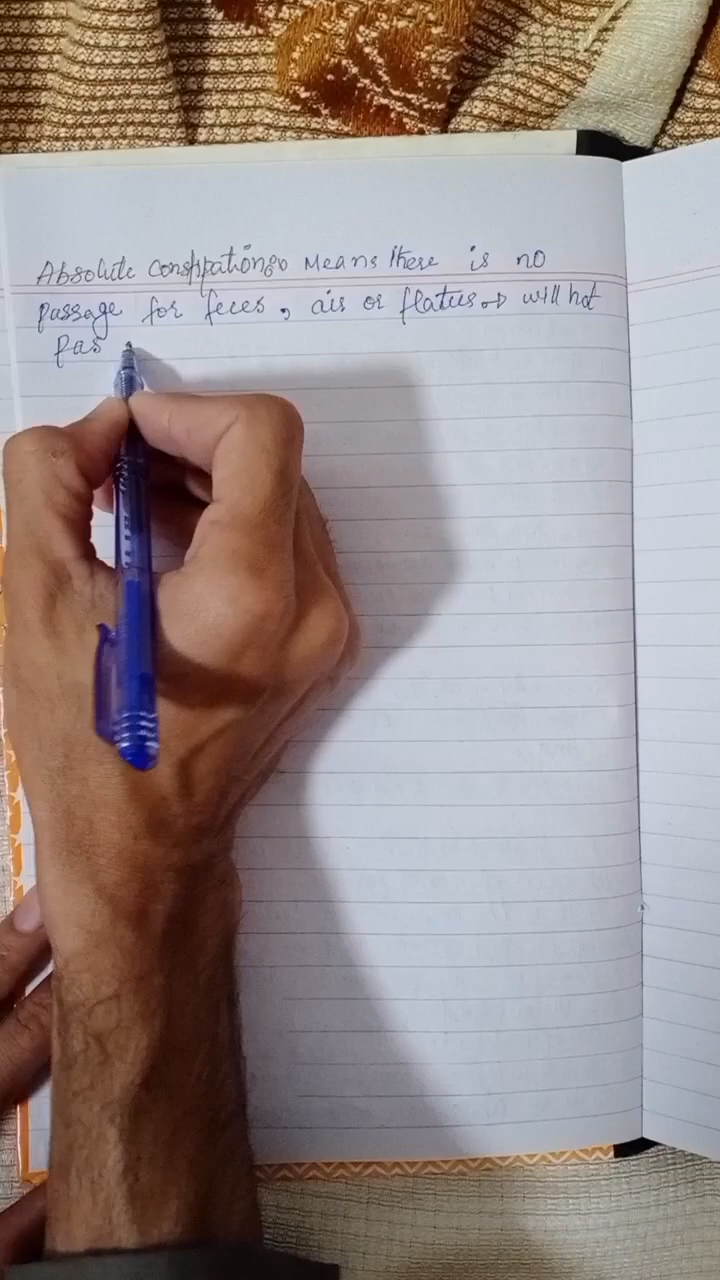 Absolute Constipation:- Means there is no
passage for feces, air or flatus → will not
pas